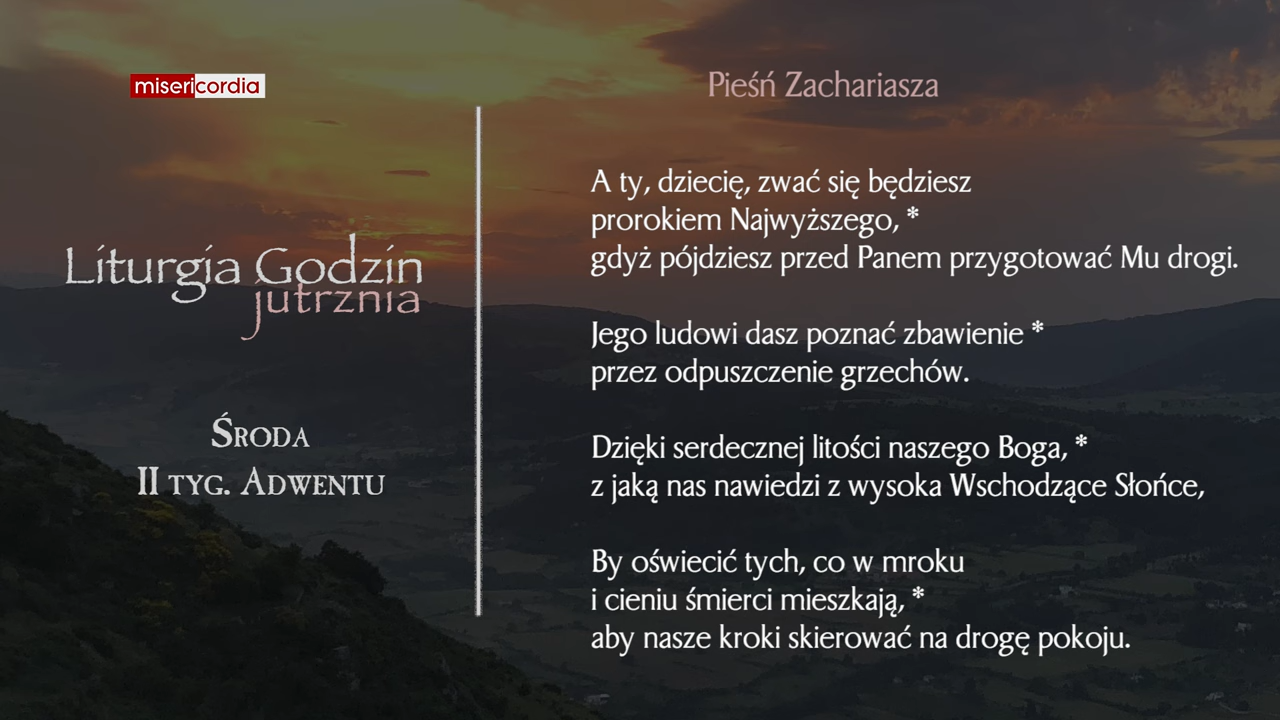 misericordia
Liturgia Godzin
jutrznia
Środa
II tyg. Adwentu
Pieśń Zachariasza
A ty, dziecię, zwać się będziesz
prorokiem Najwyższego, *
gdyż pójdziesz przed Panem przygotować Mu drogi.
Jego ludowi dasz poznać zbawienie *
przez odpuszczenie grzechów.
Dzięki serdecznej litości naszego Boga, *
z jaką nas nawiedzi z wysoka Wschodzące Słońce,
By oświecić tych, co w mroku
i cieniu śmierci mieszkają, *
aby nasze kroki skierować na drogę pokoju.